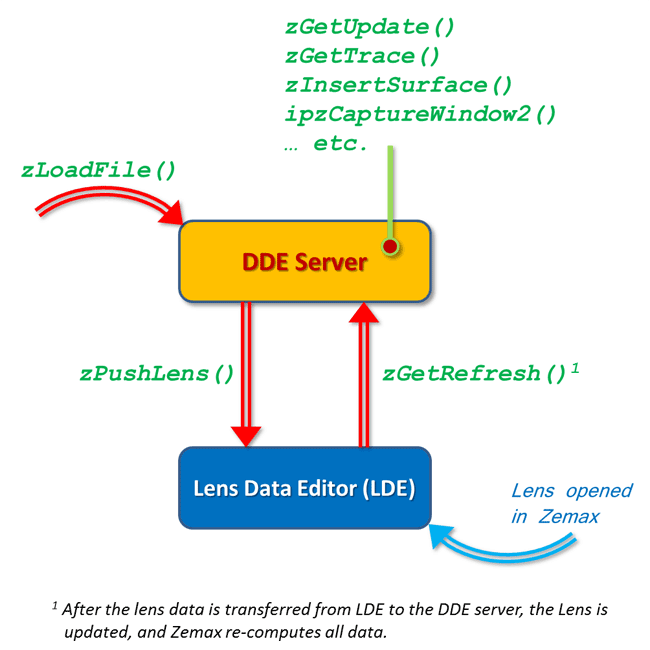 zGetUpdate()
zGetTrace()
zInsertSurface()
ipzCaptureWindow2()
… etc.
zLoadFile()
DDE Server
zPushLens()
zGetRefresh()¹
Lens Data Editor (LDE)
Lens opened
in Zemax
¹ After the lens data is transferred from LDE to the DDE server, the Lens is
updated, and Zemax re-computes all data.